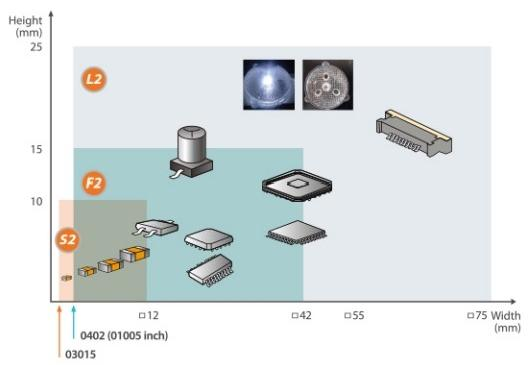 Height
(mm)
25
L2
15
F2
10
S2
□12
□42
□55
□75 Width
(mm)
0402 (01005 inch)
03015